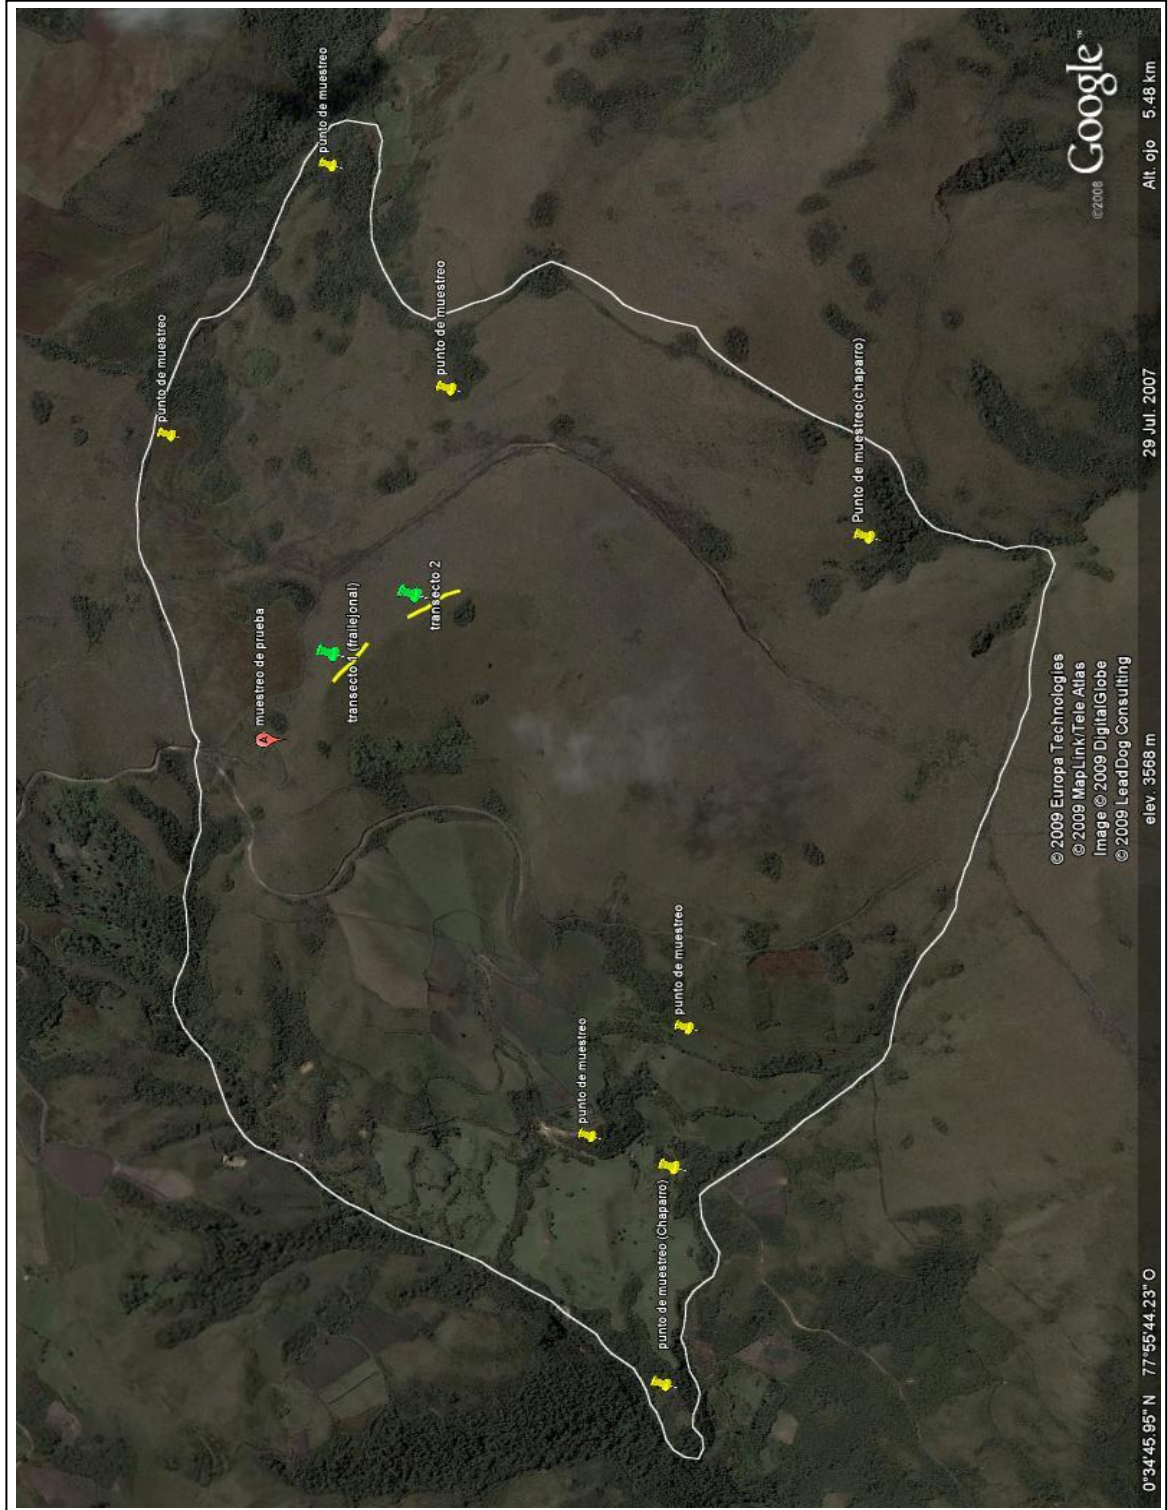 punto de muestreo
muestreo de prueba
punto de muestreo
transecto 1 (frailejonal)
transecto 2
punto de muestreo
punto de muestreo
punto de muestreo (Chaparro)
punto de muestreo
Punto de muestreo(chaparro)
© 2009 Europa Technologies
© 2009 MapLink/Tele Atlas
Image © 2009 DigitalGlobe
© 2009 LeadDog Consulting
©2008 Google™
0°34'45.95" N 77°55'44.23" O elev. 3568 m 29 Jul. 2007 Alt. ojo 5.48 km